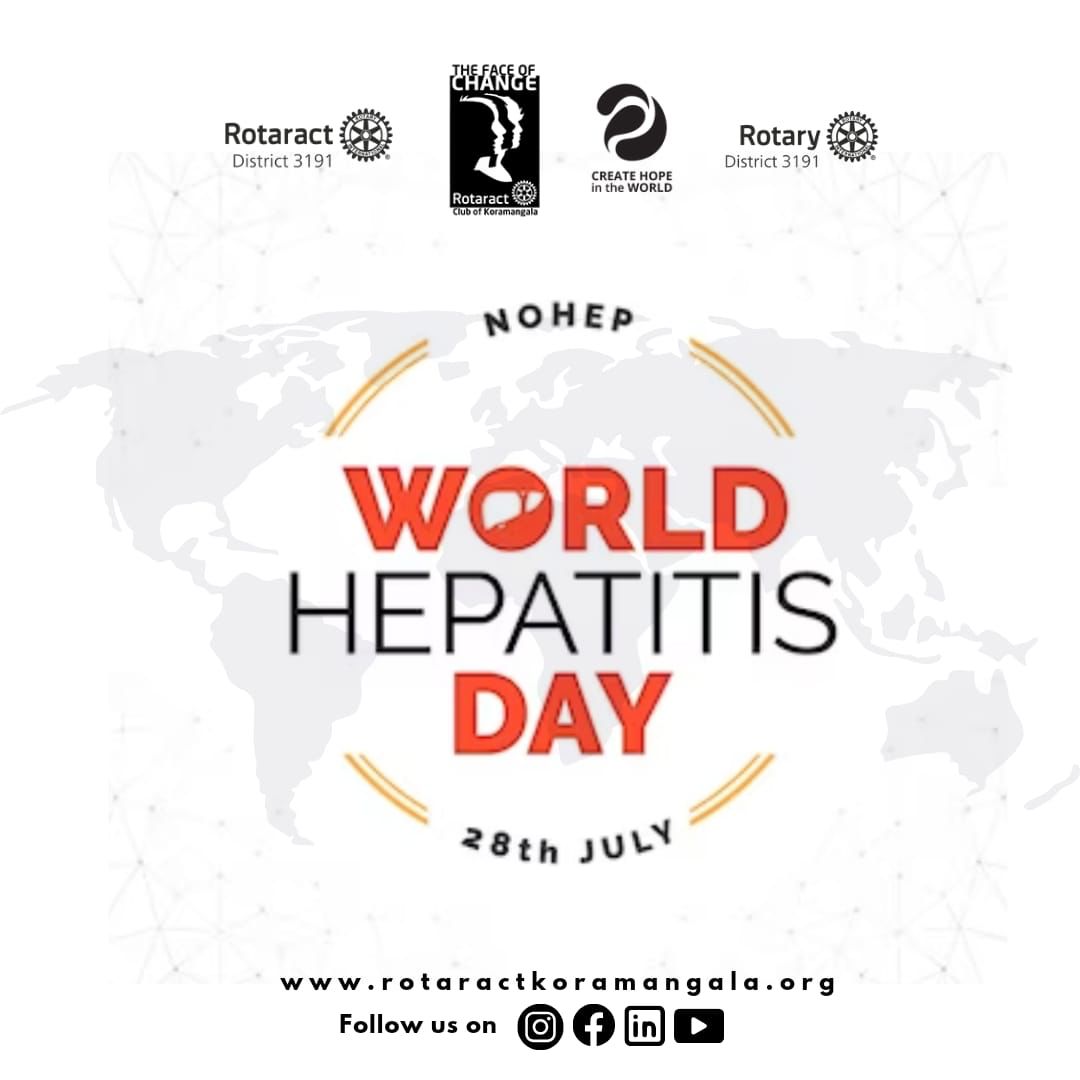 Rotaract
District 3191
THE FACE OF
CHANGE
Rotaract
Club of Koramangala
CREATE HOPE
in the WORLD
Rotary
District 3191
NOHEP
WORLD
HEPATITIS
DAY
28th JULY
www.rotaractkoramangala.org
Follow us on